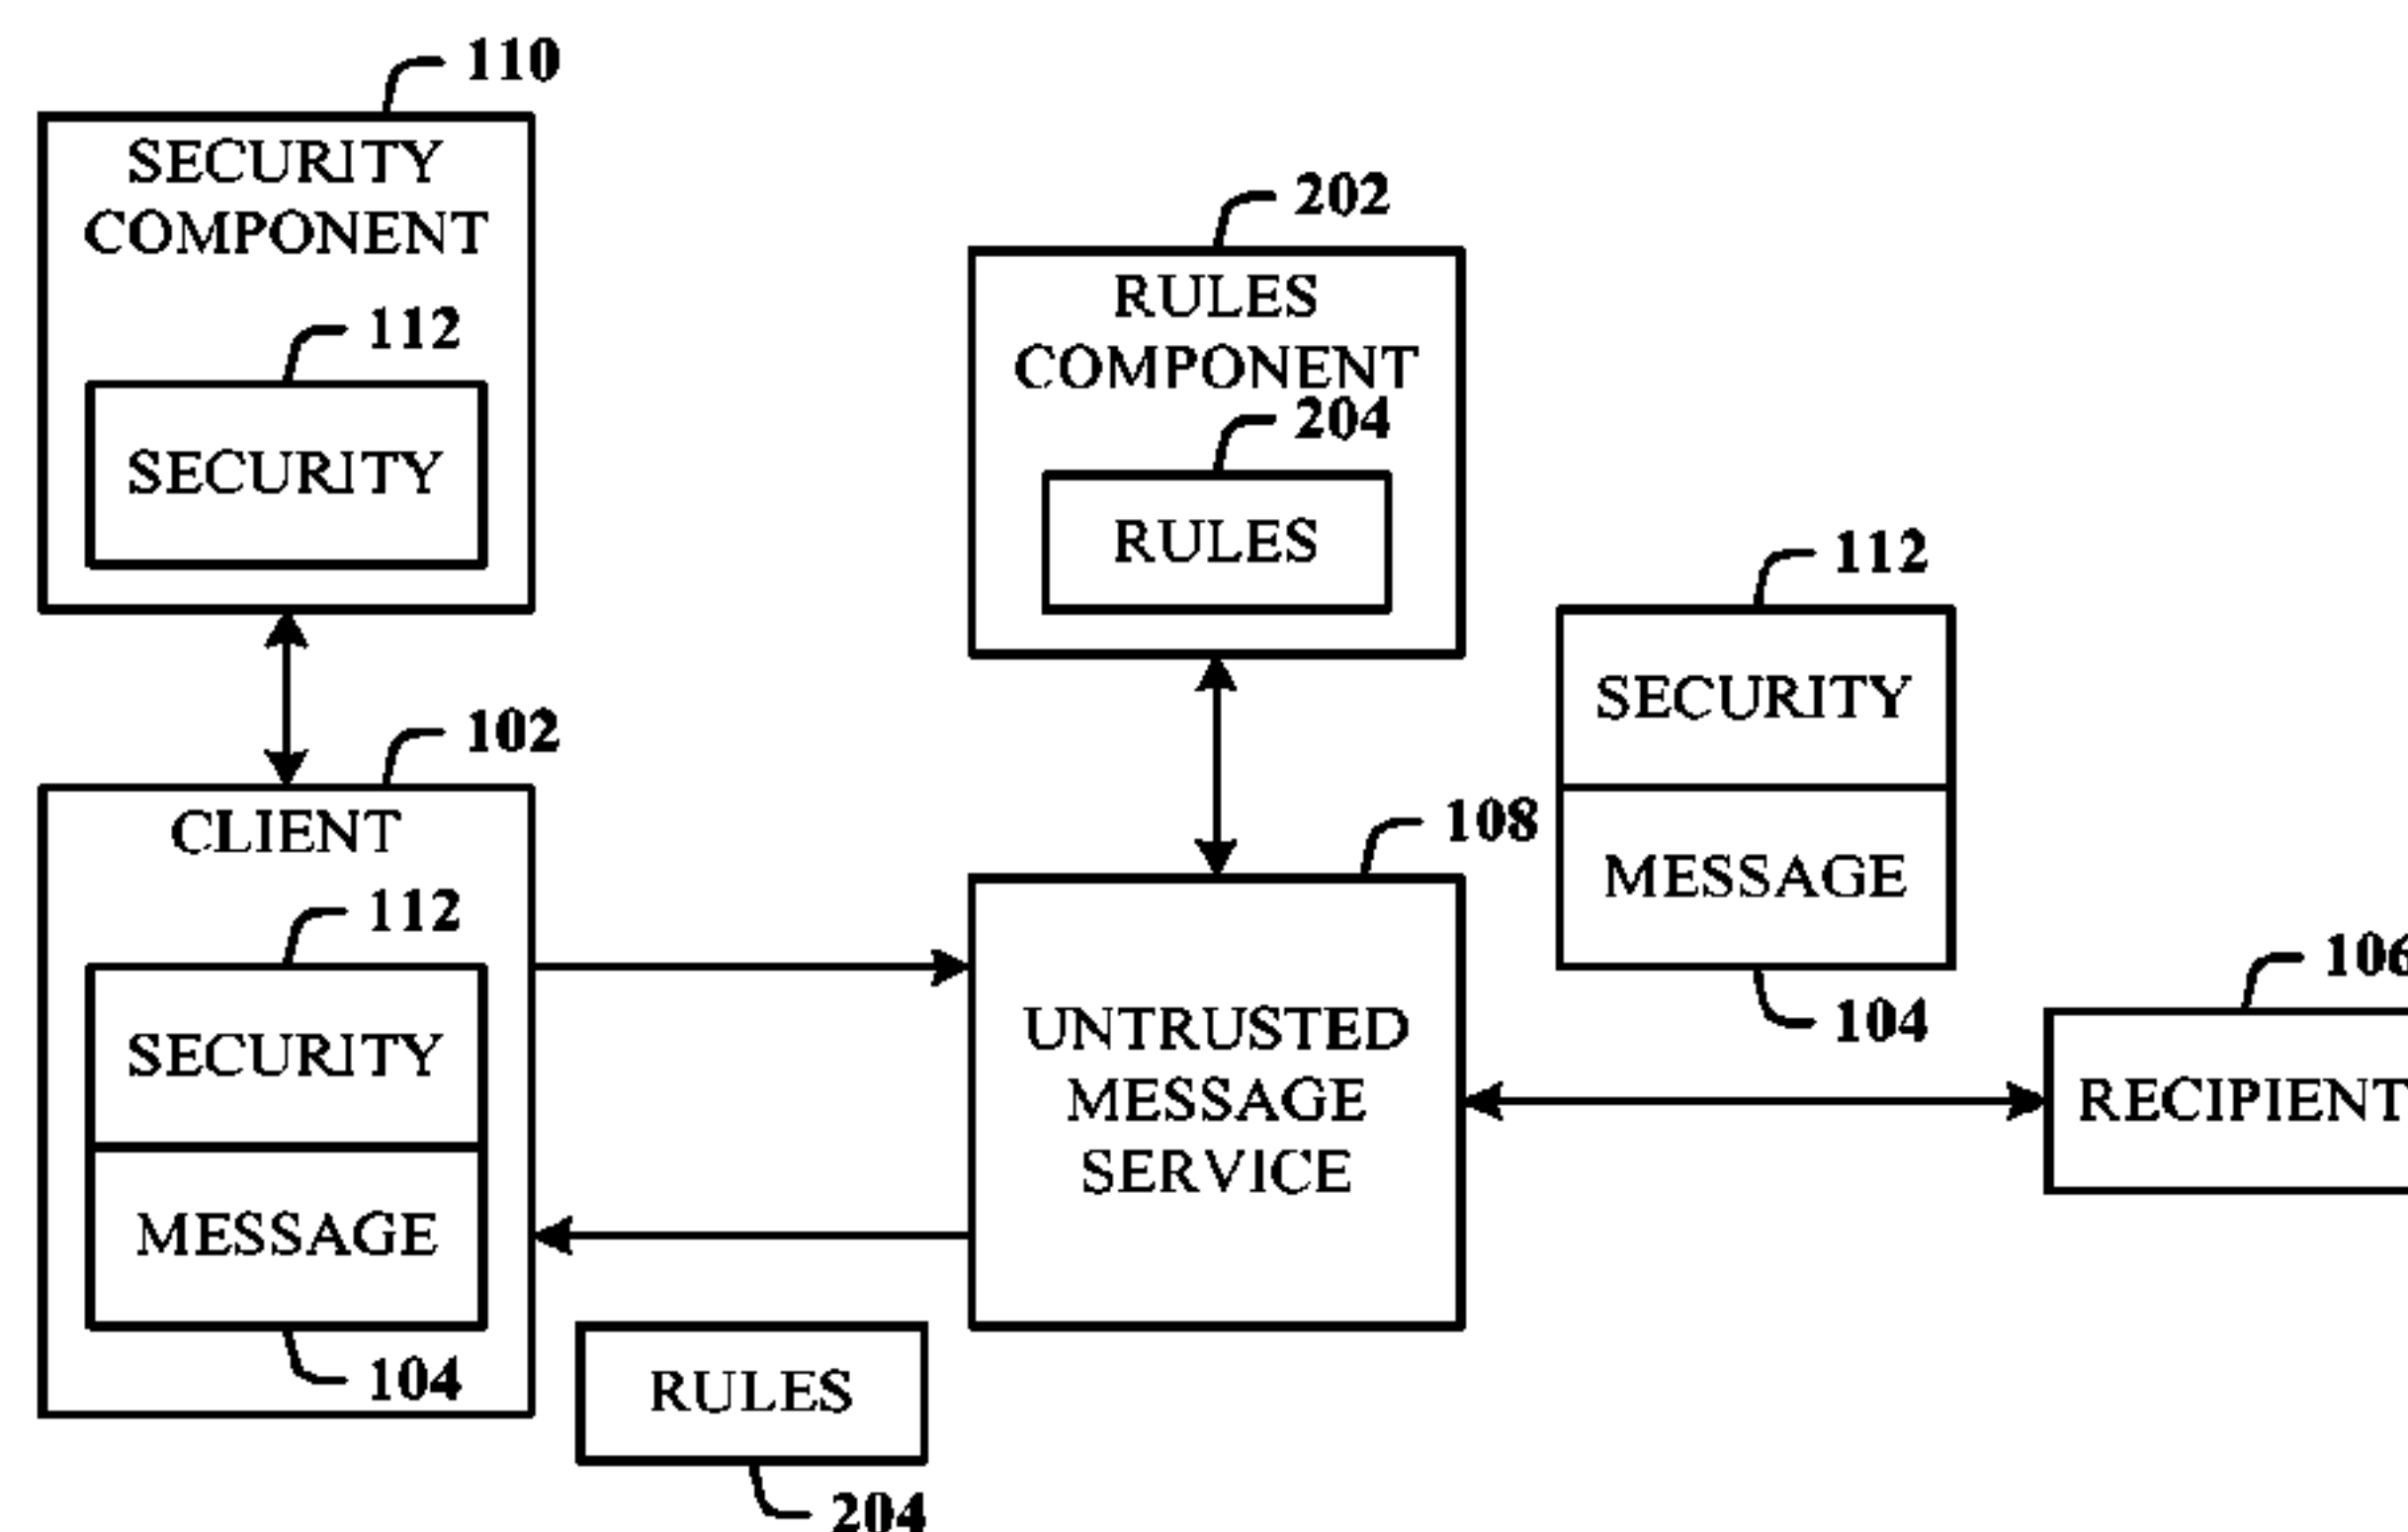 110
SECURITY
COMPONENT
112
SECURITY
202
RULES
COMPONENT
204
RULES
112
SECURITY
MESSAGE
104
102
CLIENT
112
SECURITY
MESSAGE
104
108
UNTRUSTED
MESSAGE
SERVICE
106
RECIPIENT
RULES
204